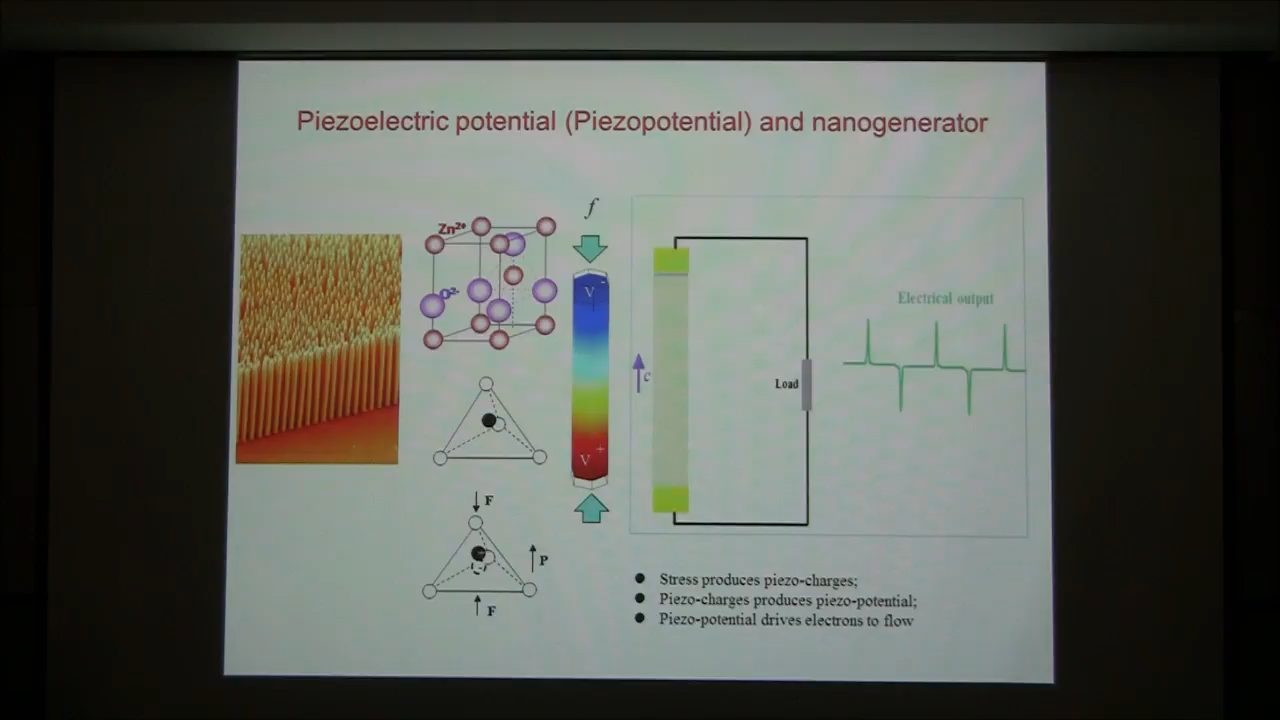 Piezoelectric potential (Piezopotential) and nanogenerator
Zn²⁺
O²⁻
f
V⁻
V⁺
F
P
F
c
Load
Electrical output
Stress produces piezo-charges;
Piezo-charges produces piezo-potential;
Piezo-potential drives electrons to flow